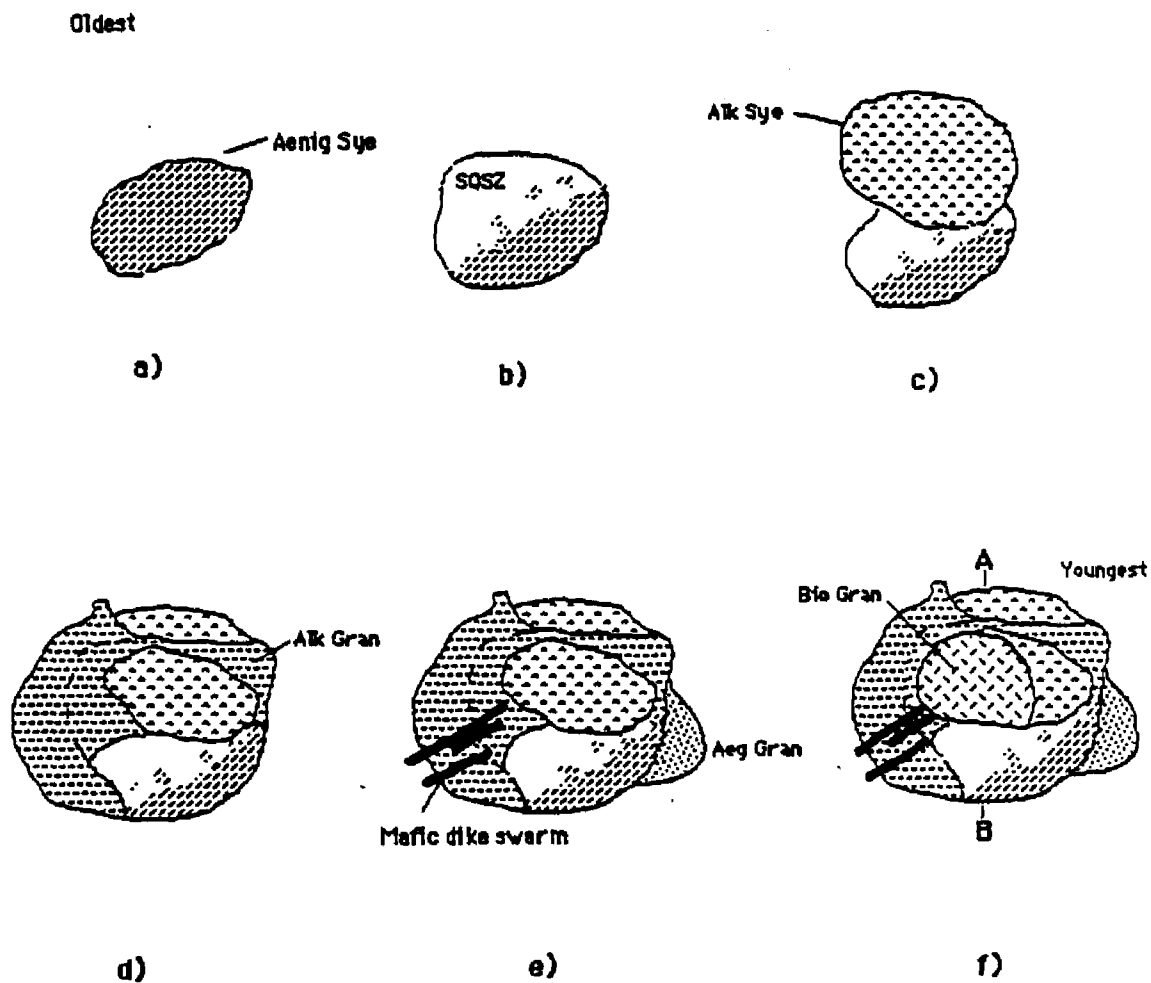 Oldest
Aenig Sye
SQSZ
Alk Sye
a)
b)
c)
Alk Gran
Mafic dike swarm
Aeg Gran
A
Youngest
Bio Gran
B
d)
e)
f)